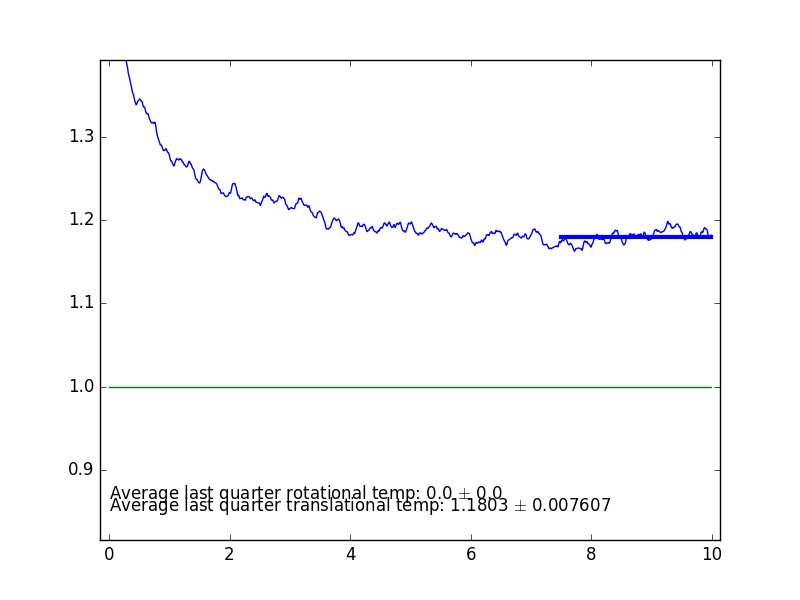 1.3
1.2
1.1
1.0
0.9
Average last quarter rotational temp: 0.0 ± 0.0
Average last quarter translational temp: 1.1803 ± 0.007607
0 2 4 6 8 10